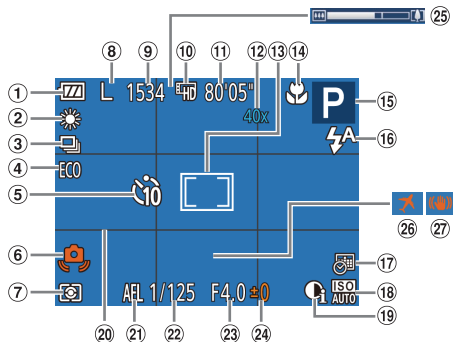 ⑧ ⑨ ⑩ ⑪ ⑫ ⑬ ⑭ ㉕
① L 1534 HD 80'05" P ⑮
② 40x
③ A ⑯
④ ECO
⑤ 10
㉖ ㉗
⑥ ⑰
⑦ AEL 1/125 F4.0 ±0 i ISO AUTO ⑱
⑳ ㉑ ㉒ ㉓ ㉔ ⑲